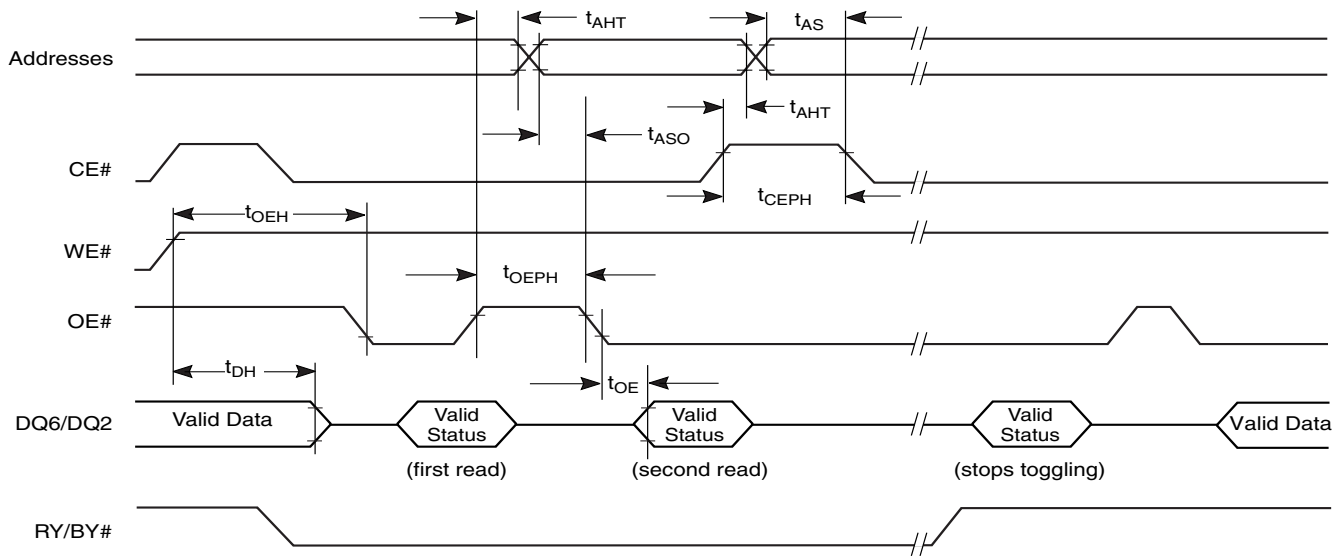 tAHT
tAS
Addresses
tAHT
tASO
CE#
tCEPH
tOEH
WE#
tOEPH
OE#
tDH
tOE
DQ6/DQ2
Valid Data
Valid
Status
Valid
Status
Valid
Status
Valid Data
(first read)
(second read)
(stops toggling)
RY/BY#